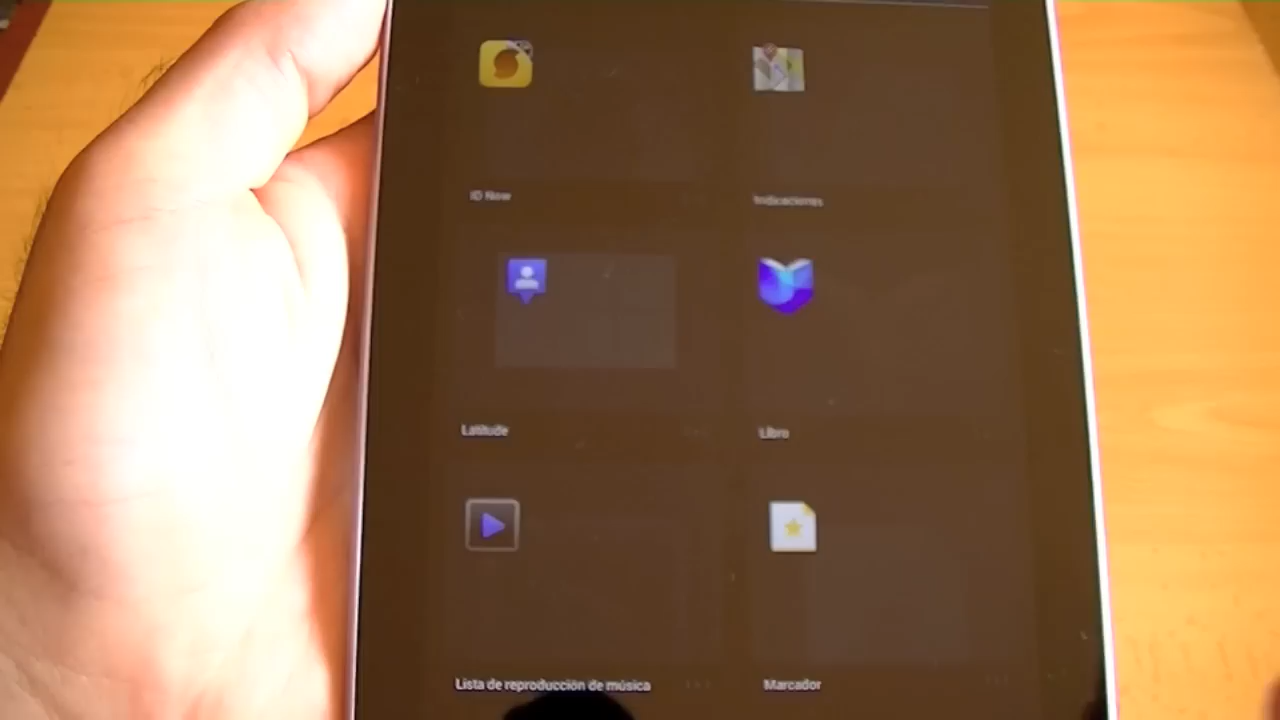 ID Now
Indicaciones
Latitude
Libro
Lista de reproducción de música
Marcador